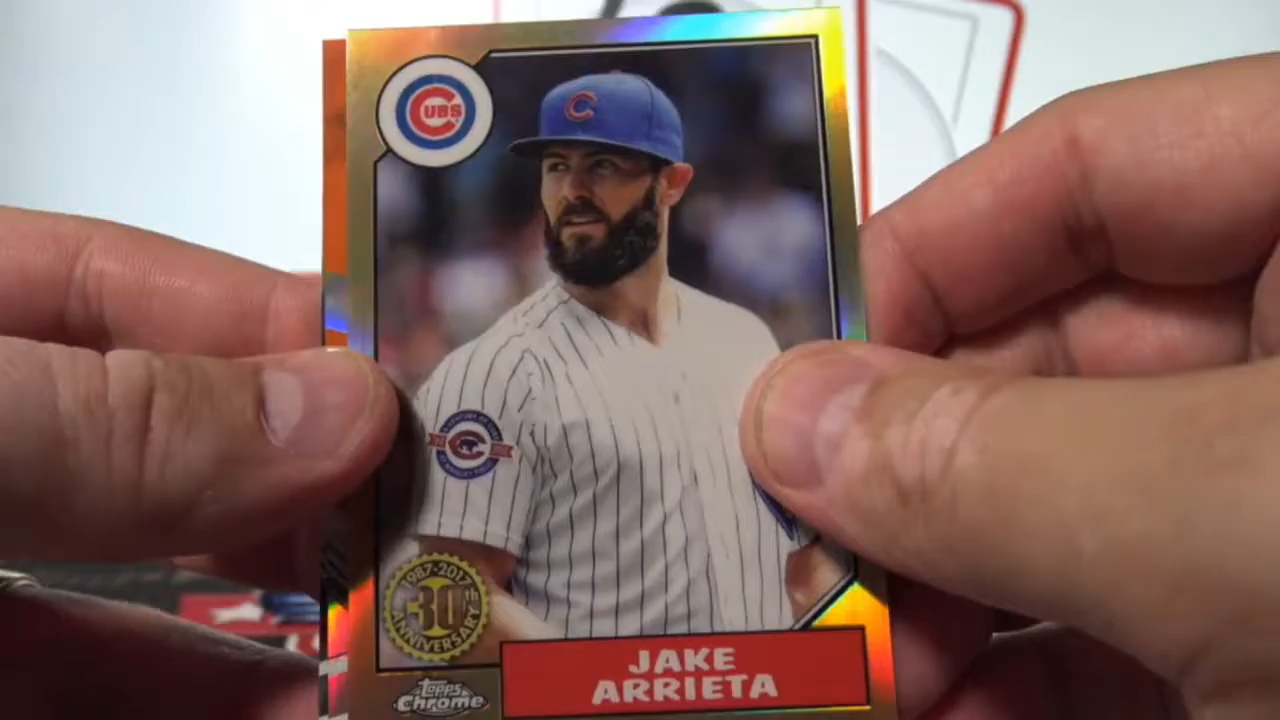 CUBS
C
1987-2017
30th
ANNIVERSARY
Topps
Chrome
JAKE
ARRIETA